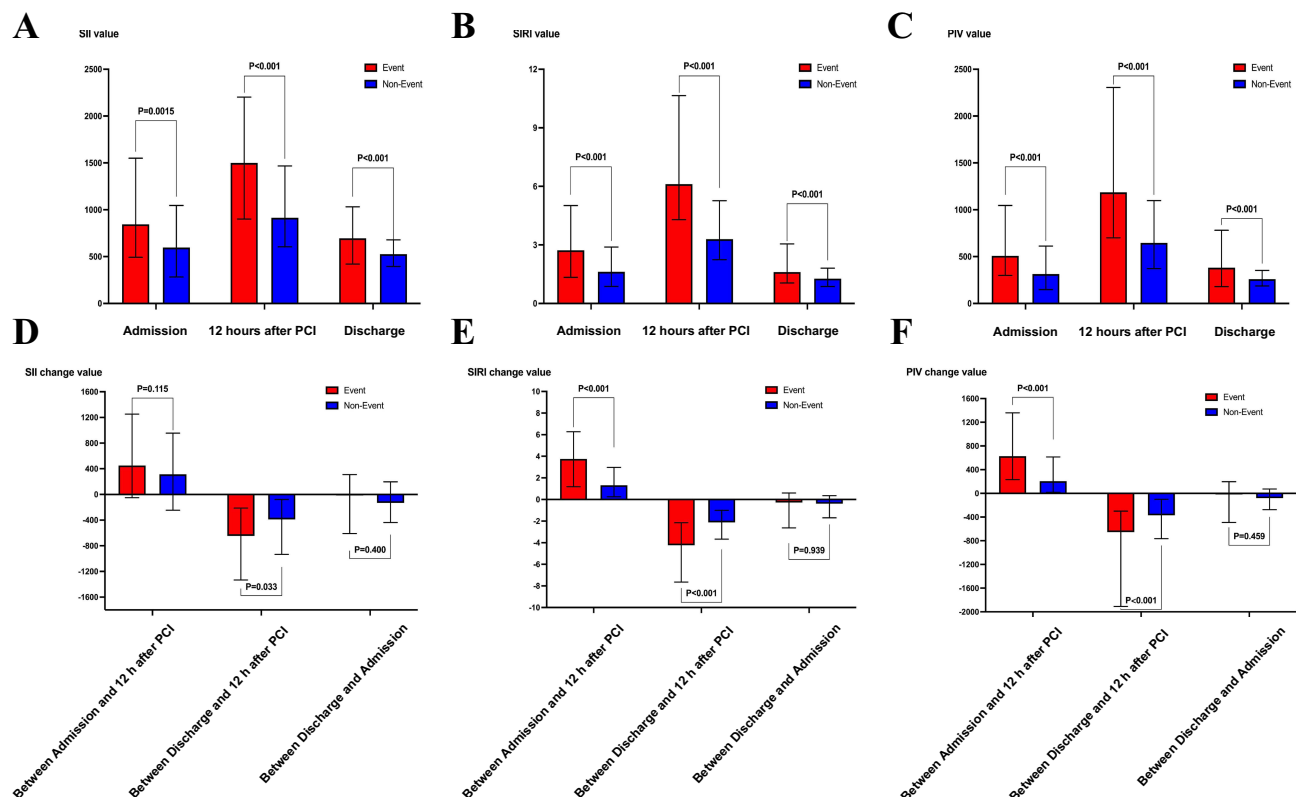 A
SII value
2500
2000
1500
1000
500
0
Event
Non-Event
P=0.0015
P<0.001
P<0.001
Admission
12 hours after PCI
Discharge
B
SIRI value
12
9
6
3
0
Event
Non-Event
P<0.001
P<0.001
P<0.001
Admission
12 hours after PCI
Discharge
C
PIV value
2500
2000
1500
1000
500
0
Event
Non-Event
P<0.001
P<0.001
P<0.001
Admission
12 hours after PCI
Discharge
D
SII change value
1600
1200
800
400
0
-400
-800
-1200
-1600
Event
Non-Event
P=0.115
P=0.033
P=0.400
Between Admission and 12 h after PCI
Between Discharge and 12 h after PCI
Between Discharge and Admission
E
SIRI change value
10
8
6
4
2
0
-2
-4
-6
-8
-10
Event
Non-Event
P<0.001
P<0.001
P=0.939
Between Admission and 12 h after PCI
Between Discharge and 12 h after PCI
Between Discharge and Admission
F
PIV change value
1600
1200
800
400
0
-400
-800
-1200
-1600
-2000
Event
Non-Event
P<0.001
P<0.001
P=0.459
Between Admission and 12 h after PCI
Between Discharge and 12 h after PCI
Between Discharge and Admission